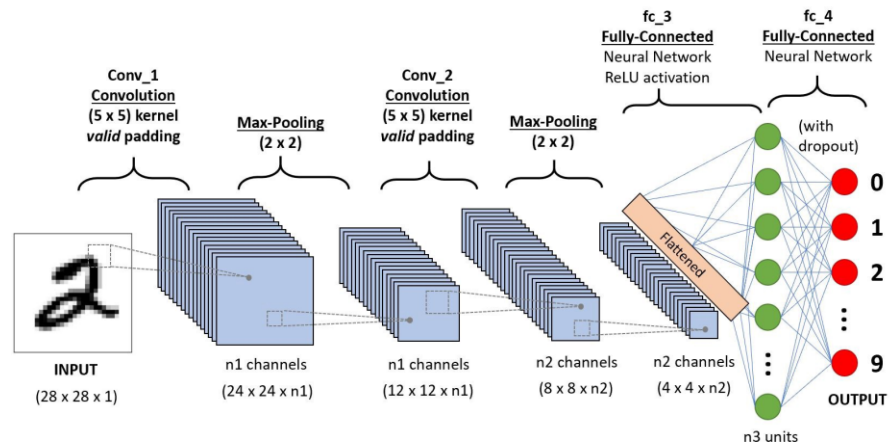 fc_3
Fully-Connected
Neural Network
ReLU activation
fc_4
Fully-Connected
Neural Network
Conv_1
Convolution
(5 x 5) kernel
valid padding
Max-Pooling
(2 x 2)
Conv_2
Convolution
(5 x 5) kernel
valid padding
Max-Pooling
(2 x 2)
(with
dropout)
Flattened
0
1
2
9
OUTPUT
2
INPUT
(28 x 28 x 1)
n1 channels
(24 x 24 x n1)
n1 channels
(12 x 12 x n1)
n2 channels
(8 x 8 x n2)
n2 channels
(4 x 4 x n2)
n3 units